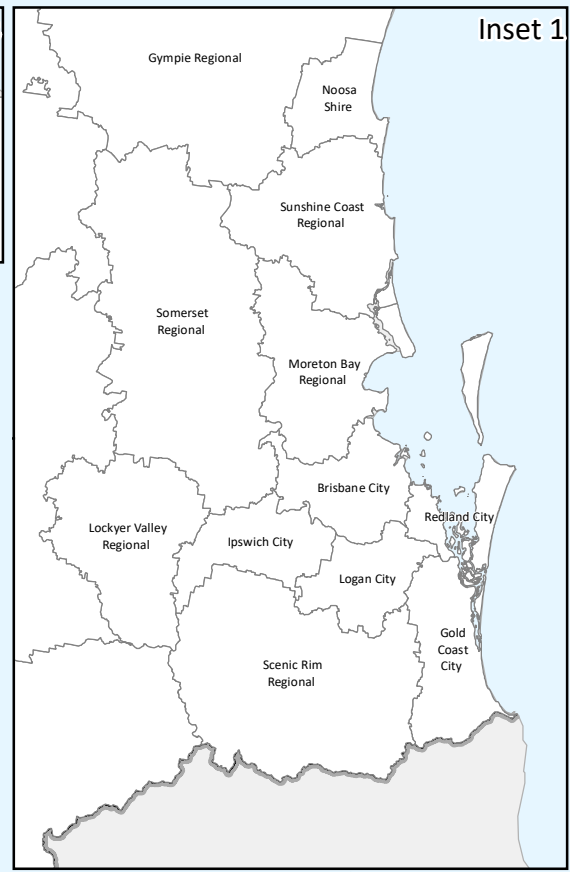 Inset 1
Gympie Regional
Noosa
Shire
Sunshine Coast
Regional
Somerset
Regional
Moreton Bay
Regional
Brisbane City
Redland City
Lockyer Valley
Regional
Ipswich City
Logan City
Gold
Coast
City
Scenic Rim
Regional